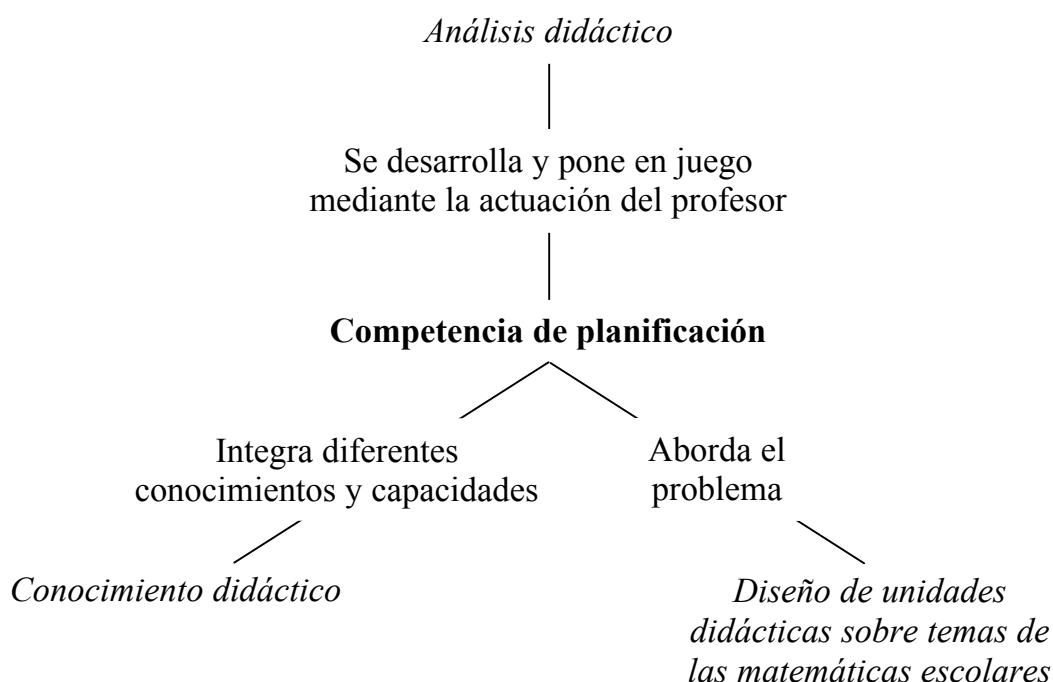 Análisis didáctico
Se desarrolla y pone en juego
mediante la actuación del profesor
Competencia de planificación
Integra diferentes
conocimientos y capacidades
Aborda el
problema
Conocimiento didáctico
Diseño de unidades
didácticas sobre temas de
las matemáticas escolares